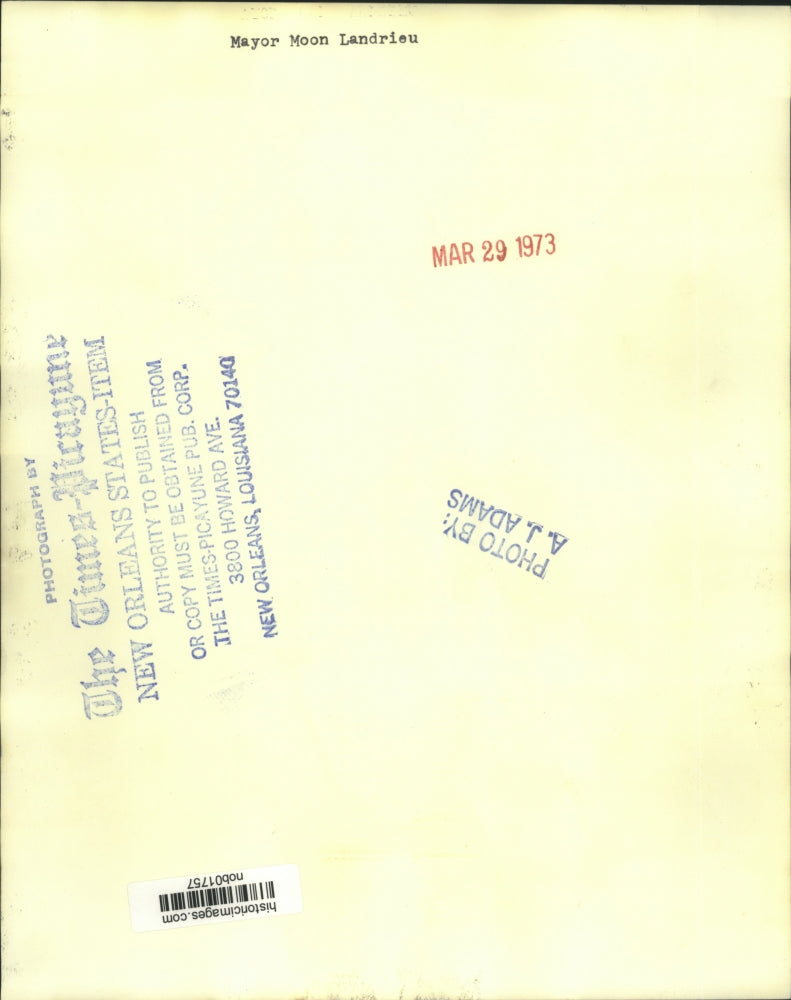 Mayor Moon Landrieu
MAR 29 1973
PHOTOGRAPH BY
The Times-Picayune
NEW ORLEANS STATES-ITEM
AUTHORITY TO PUBLISH
OR COPY MUST BE OBTAINED FROM
THE TIMES-PICAYUNE PUB. CORP.
3800 HOWARD AVE.
NEW ORLEANS, LOUISIANA 70140
PHOTO BY:
A. J. ADAMS
historicimages.com
nob01757